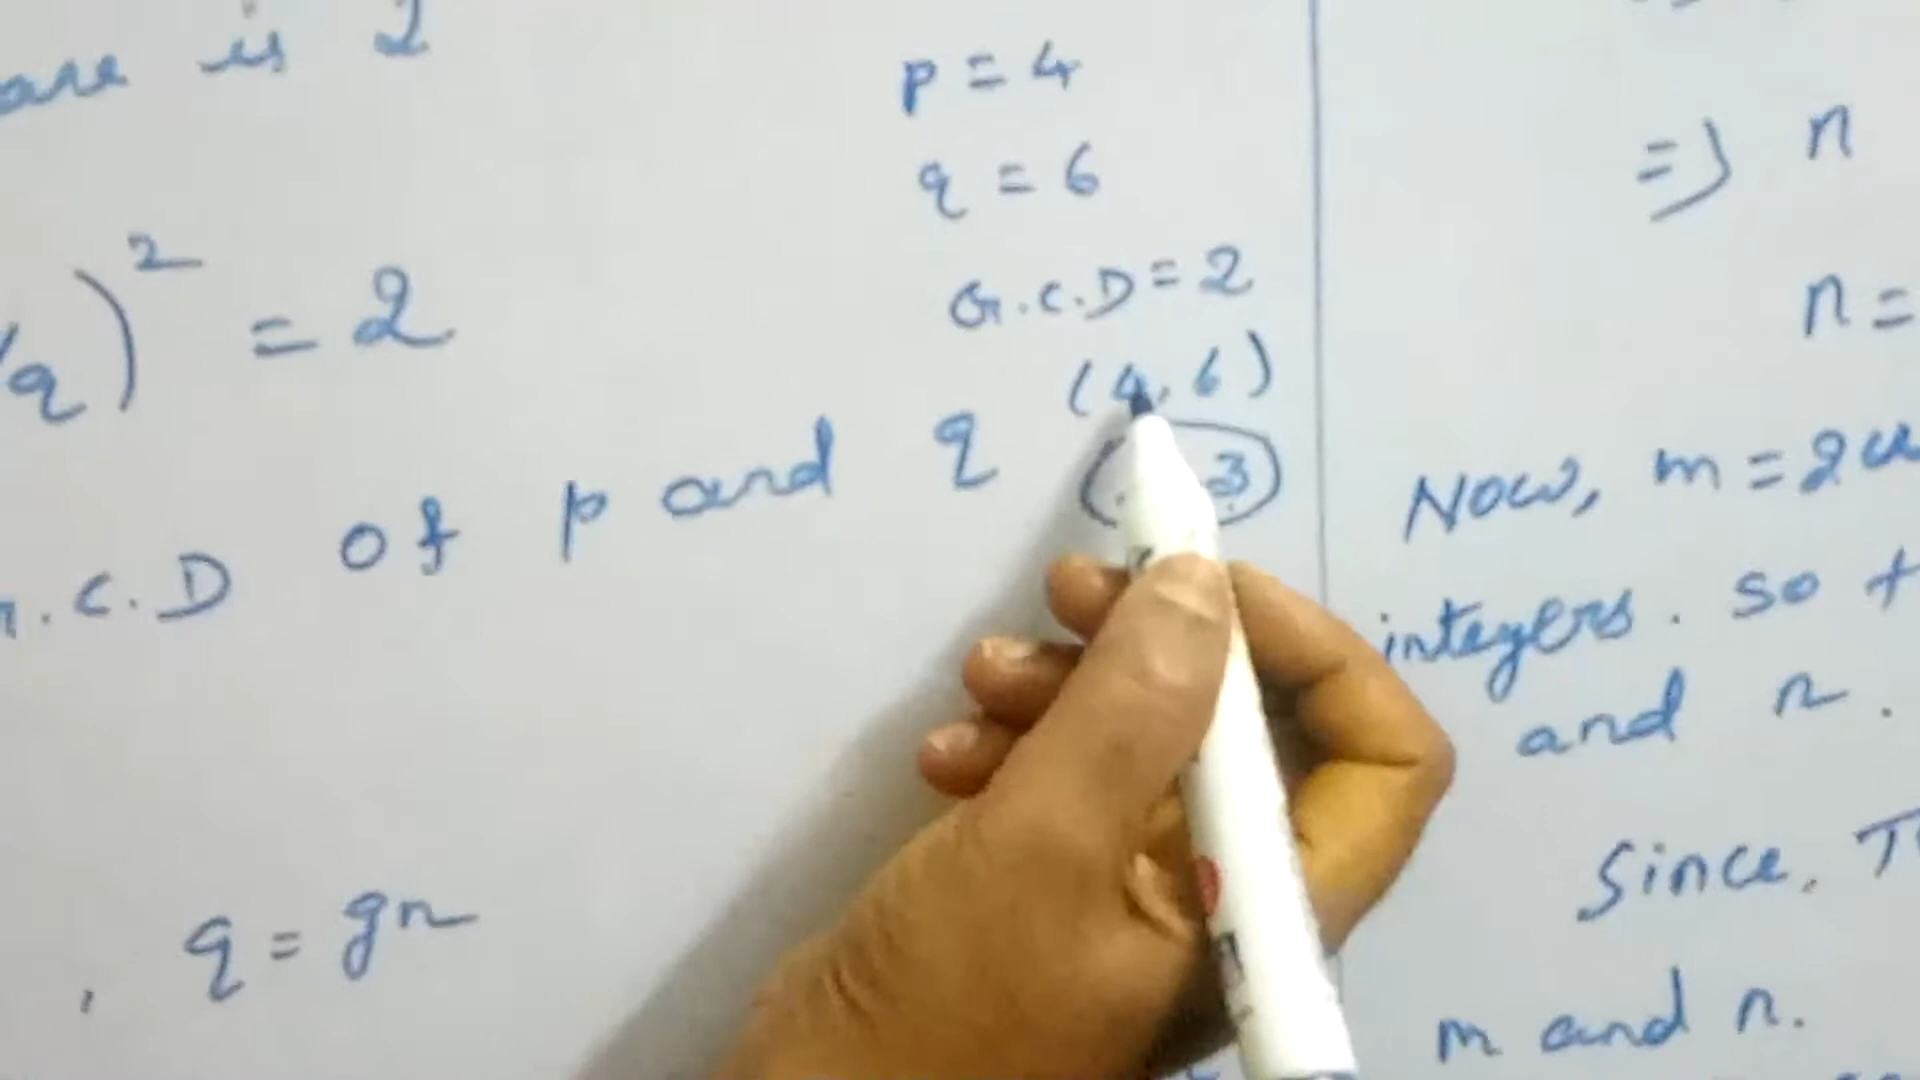 are is 2
q)² = 2
G.C.D of p and q
, q = gn
p = 4
q = 6
G.C.D = 2
(4, 6)
3
=> n
n =
Now, m = 2
integers. so
and n.
Since,
m and n.